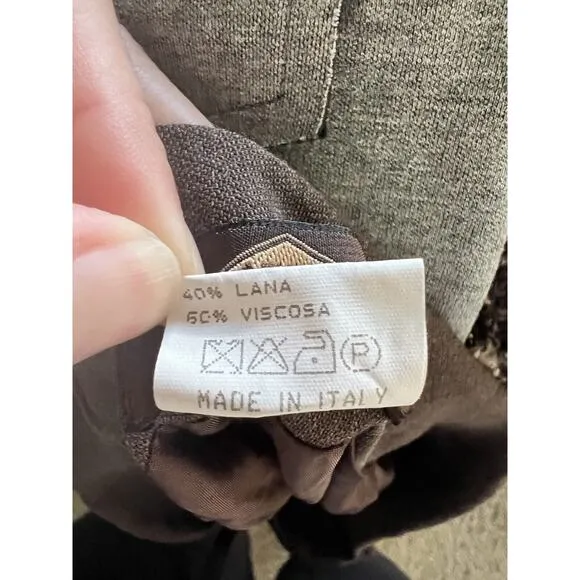 40% LANA
60% VISCOSA
P
MADE IN ITALY